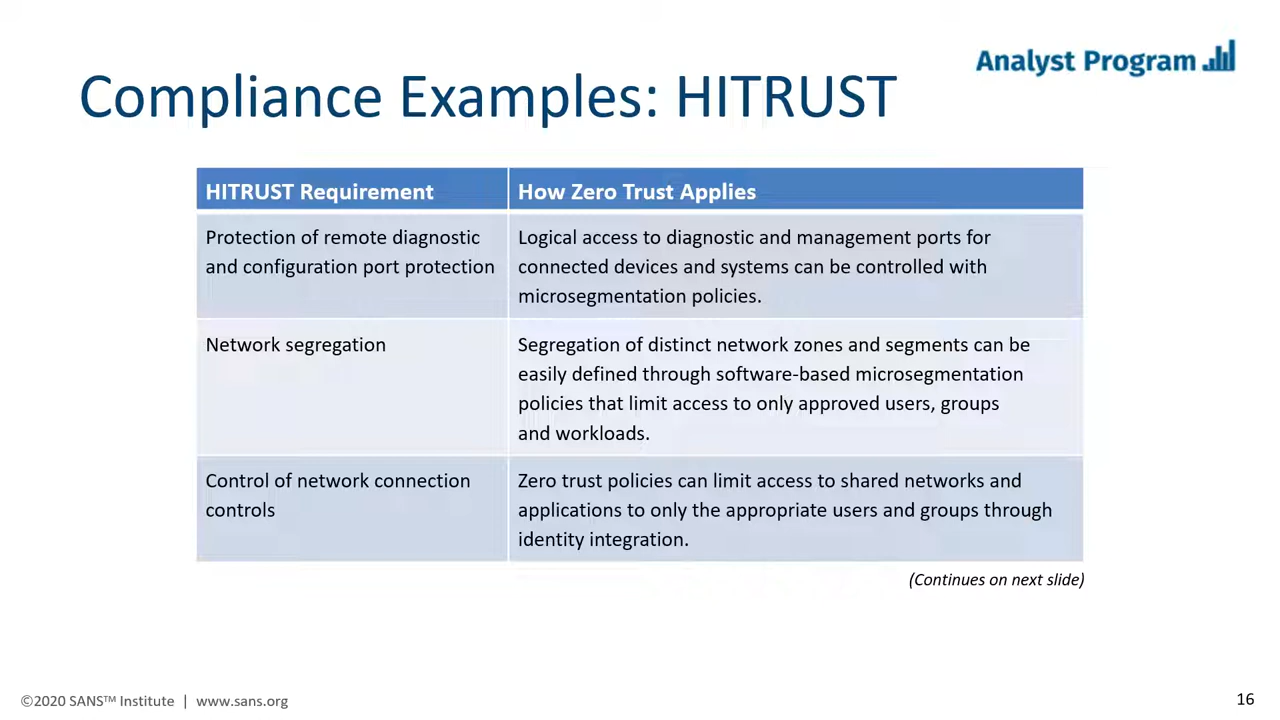 Analyst Program
Compliance Examples: HITRUST
HITRUST Requirement
How Zero Trust Applies
Protection of remote diagnostic
and configuration port protection
Logical access to diagnostic and management ports for
connected devices and systems can be controlled with
microsegmentation policies.
Network segregation
Segregation of distinct network zones and segments can be
easily defined through software-based microsegmentation
policies that limit access to only approved users, groups
and workloads.
Control of network connection
controls
Zero trust policies can limit access to shared networks and
applications to only the appropriate users and groups through
identity integration.
(Continues on next slide)
©2020 SANS™ Institute | www.sans.org
16